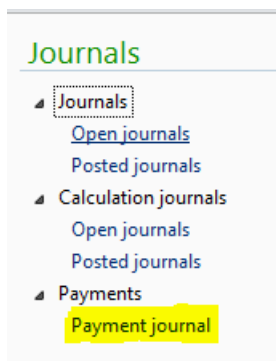 Journals
Journals
Open journals
Posted journals
Calculation journals
Open journals
Posted journals
Payments
Payment journal